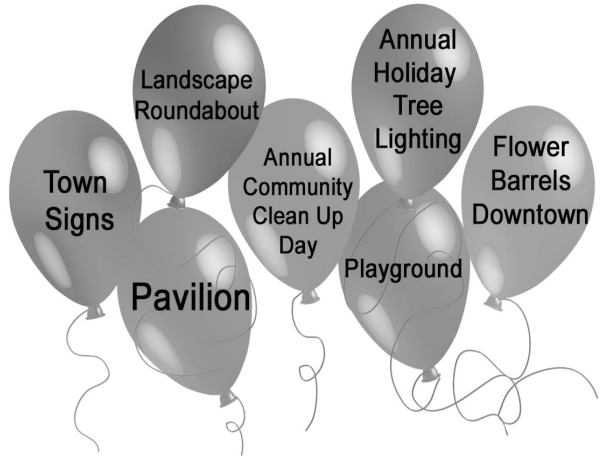 Landscape
Roundabout
Annual
Holiday
Tree
Lighting
Town
Signs
Annual
Community
Clean Up
Day
Flower
Barrels
Downtown
Pavilion
Playground